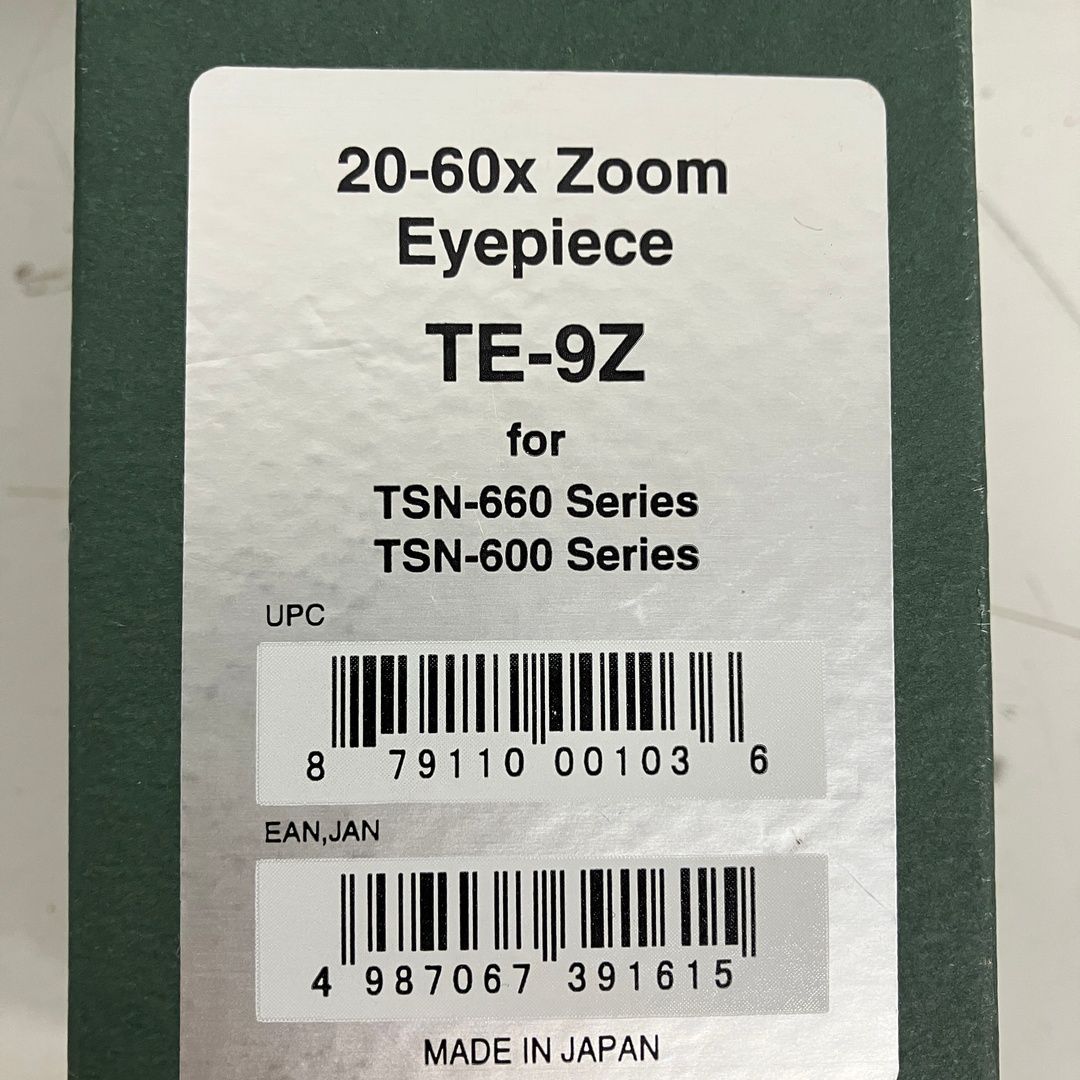 20-60x Zoom
Eyepiece
TE-9Z
for
TSN-660 Series
TSN-600 Series
UPC
8 79110 00103 6
EAN,JAN
4 987067 391615
MADE IN JAPAN